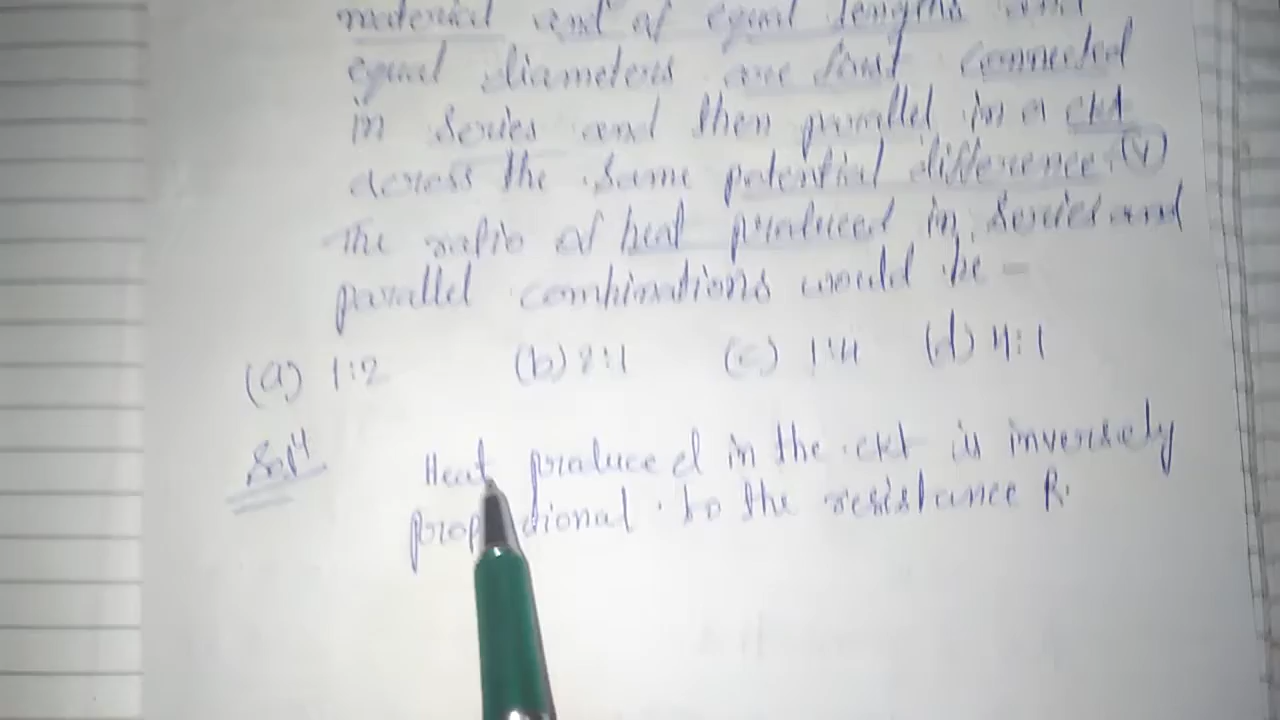 material and of equal lengths and
equal diameters are first connected
in series and then parallel in a ckt
across the same potential difference.(V)
The ratio of heat produced in series and
parallel combinations would be -
(a) 1:2 (b) 2:1 (c) 1:4 (d) 4:1
Sol4 Heat produced in the ckt is inversely
proportional to the resistance R.